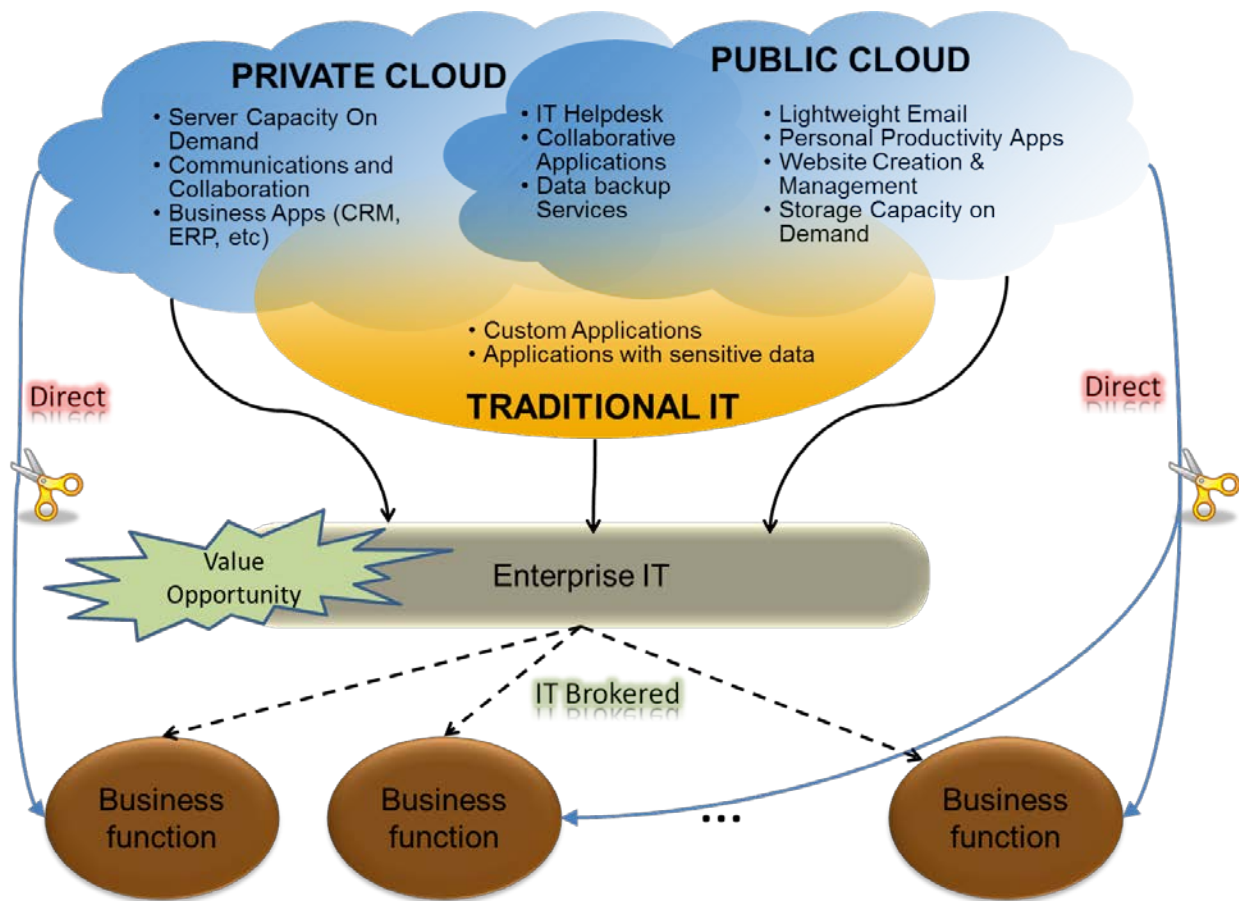 PRIVATE CLOUD
• Server Capacity On
Demand
• Communications and
Collaboration
• Business Apps (CRM,
ERP, etc)
• IT Helpdesk
• Collaborative
Applications
• Data backup
Services
PUBLIC CLOUD
• Lightweight Email
• Personal Productivity Apps
• Website Creation &
Management
• Storage Capacity on
Demand
• Custom Applications
• Applications with sensitive data
TRADITIONAL IT
Direct
Direct
Value
Opportunity
Enterprise IT
IT Brokered
Business
function
Business
function
...
Business
function